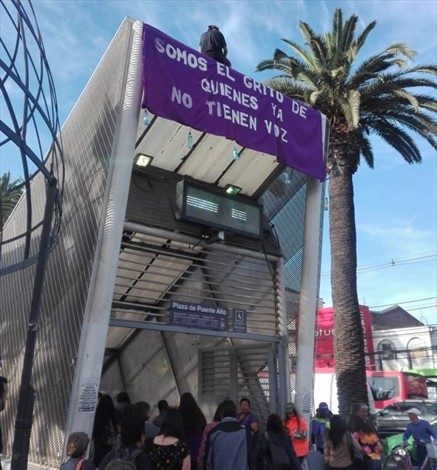 SOMOS EL GRITO DE
QUIENES YA
NO TIENEN VOZ
Plaza de Puente Alto